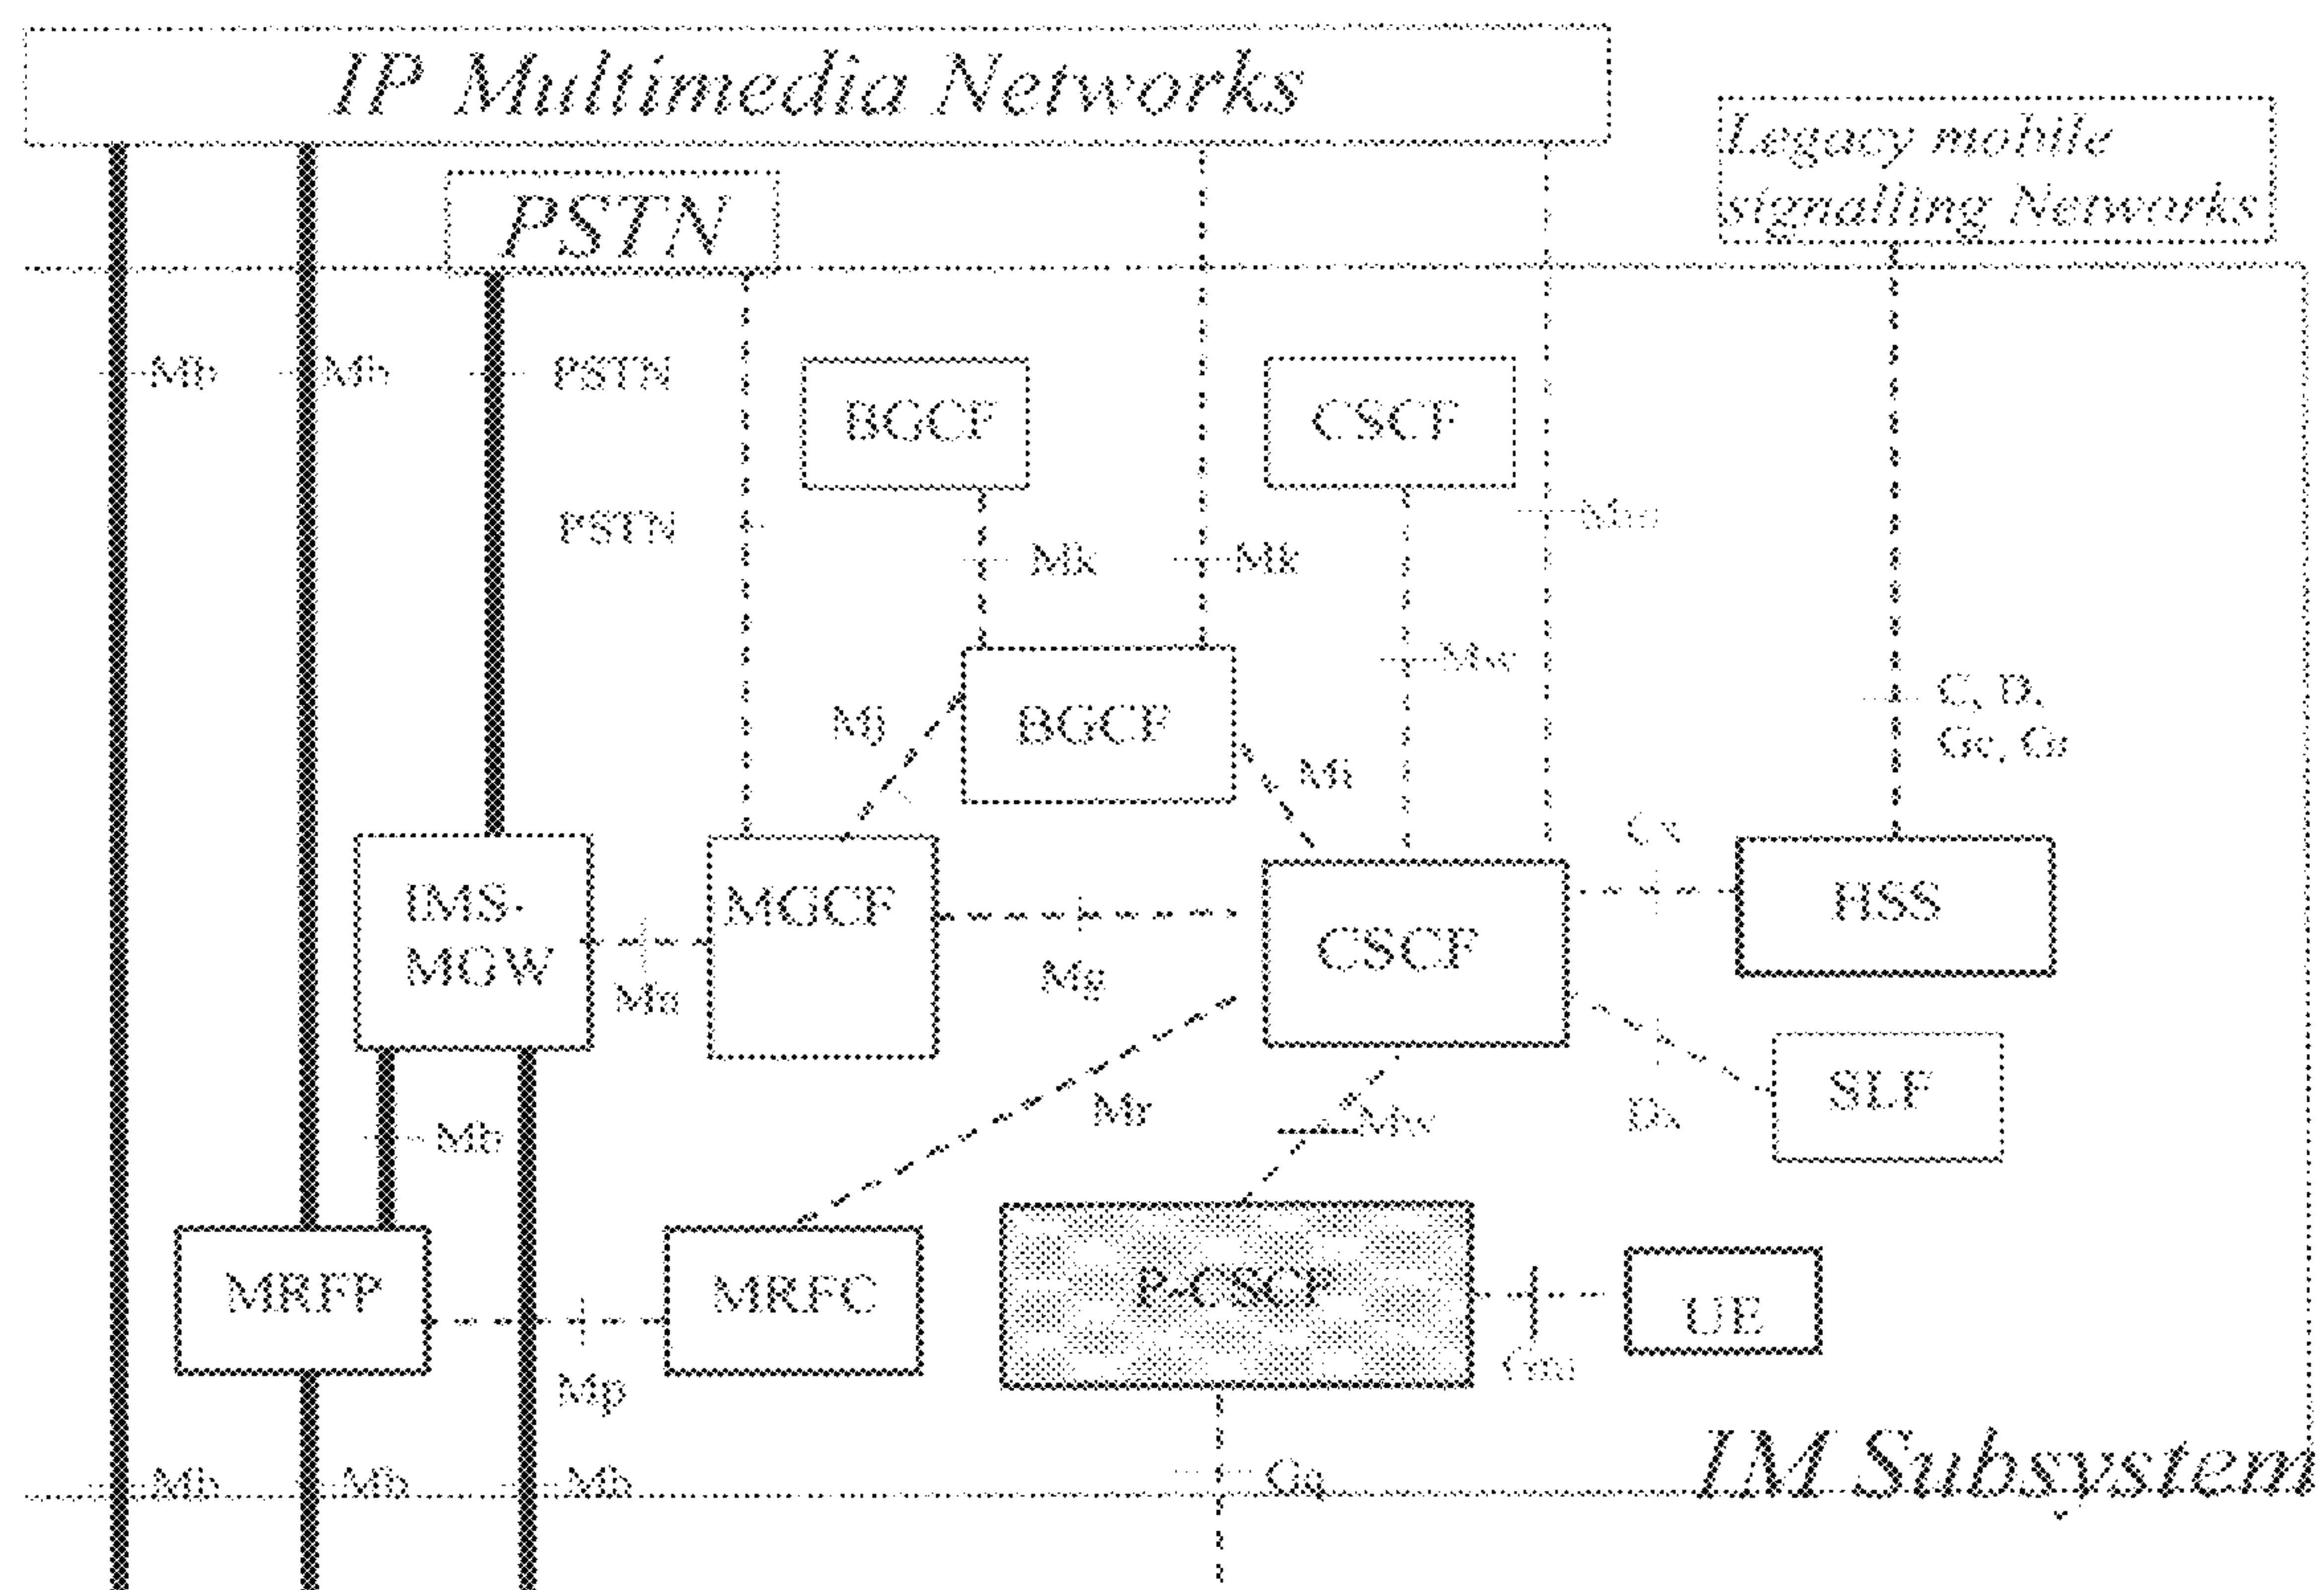 IP Multimedia Networks
Legacy mobile
signalling Networks
PSTN
Mb
Mb
PSTN
BGCF
CSCF
PSTN
Mk
Mk
Mm
Mw
C, D,
Gc, Gr
Mj
BGCF
Mi
Cx
IMS-
MGW
MGCF
HSS
CSCF
Mn
Mg
SLF
Mr
Mw
Dx
Mb
MRFP
MRFC
P-CSCF
UE
Gm
Mp
Mb
Mb
Mb
Gq
IM Subsystem